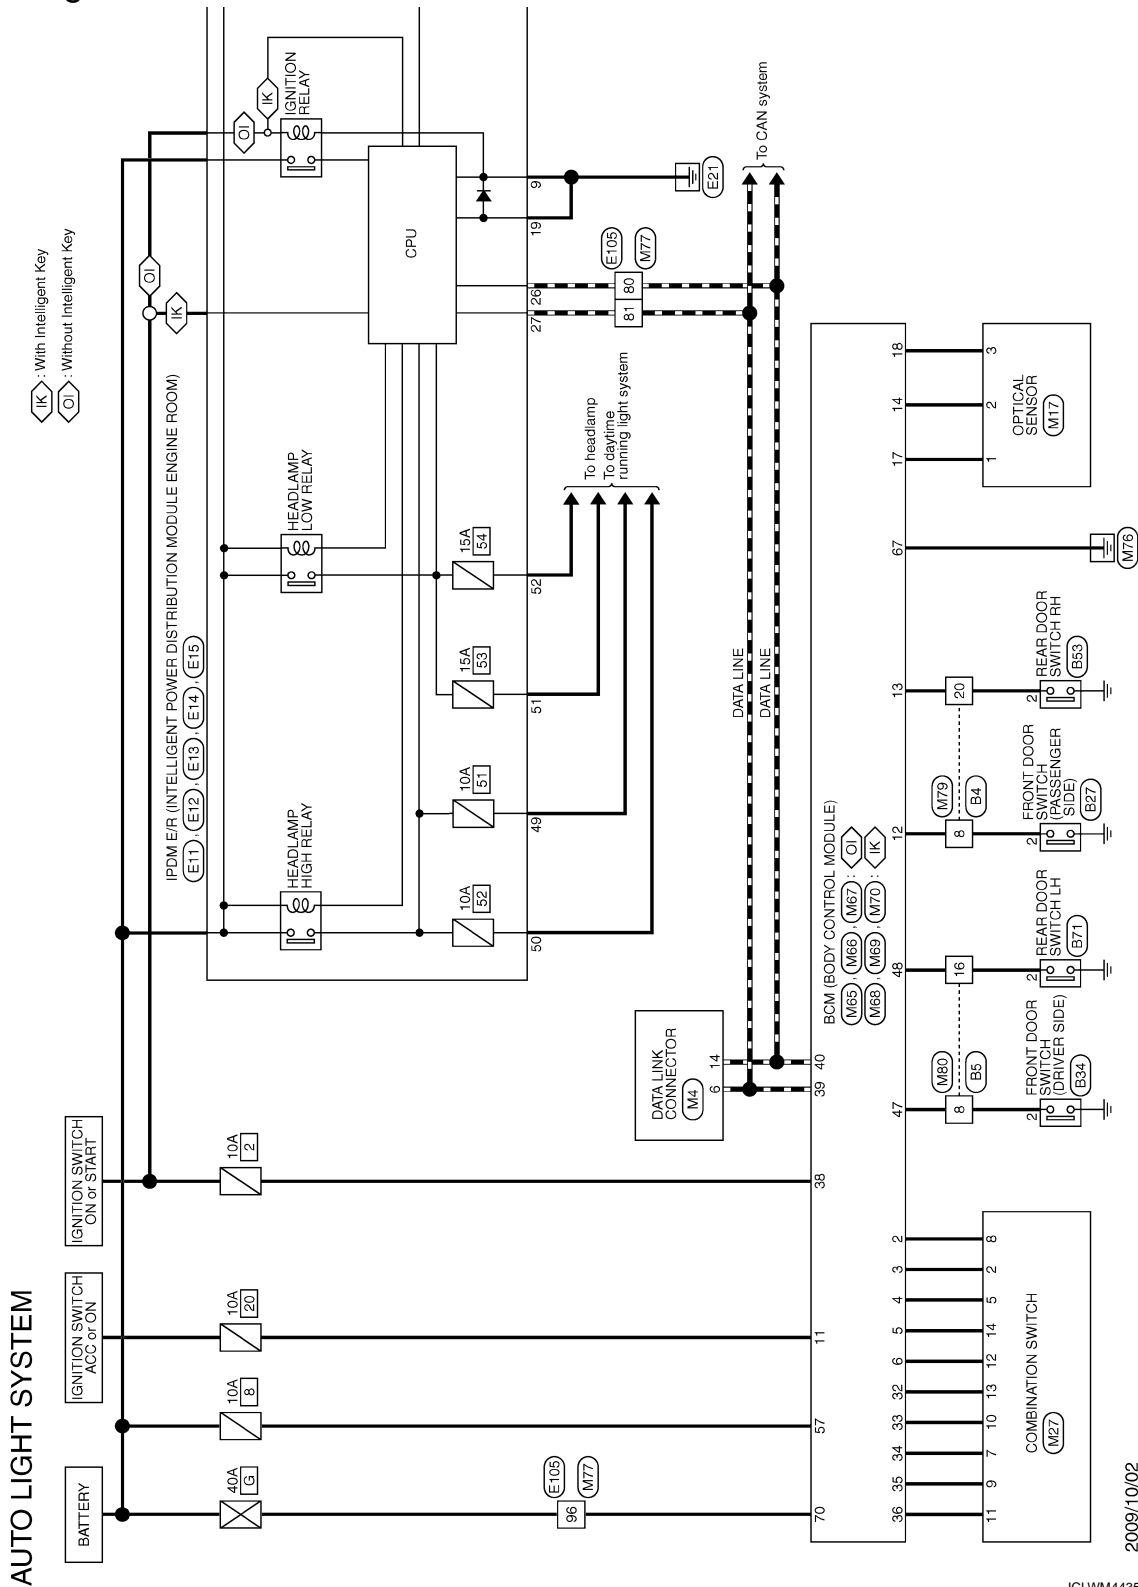 AUTO LIGHT SYSTEM
BATTERY
IGNITION SWITCH
ACC or ON
IGNITION SWITCH
ON or START
IK : With Intelligent Key
OI : Without Intelligent Key
40A
G
10A
8
10A
20
10A
2
OI
IK
OI
IK
IPDM E/R (INTELLIGENT POWER DISTRIBUTION MODULE ENGINE ROOM)
E11 , E12 , E13 , E14 , E15
HEADLAMP
HIGH RELAY
HEADLAMP
LOW RELAY
IGNITION
RELAY
CPU
10A
52
10A
51
15A
53
15A
54
50
49
51
52
27
26
19
9
To headlamp
To daytime
running light system
E105
M77
96
E105
M77
81
80
E21
DATA LINK
CONNECTOR
M4
6
14
DATA LINE
DATA LINE
To CAN system
70
57
11
38
39
40
BCM (BODY CONTROL MODULE)
M65 , M66 , M67 : OI
M68 , M69 , M70 : IK
36
35
34
33
32
6
5
4
3
2
47
48
12
13
67
17
14
18
11
9
7
10
13
12
14
5
2
8
COMBINATION SWITCH
M27
M80
B5
8
16
M79
B4
8
20
2
FRONT DOOR
SWITCH
(DRIVER SIDE)
B34
2
REAR DOOR
SWITCH LH
B71
2
FRONT DOOR
SWITCH
(PASSENGER
SIDE)
B27
2
REAR DOOR
SWITCH RH
B53
M76
1
2
3
OPTICAL
SENSOR
M17
2009/10/02